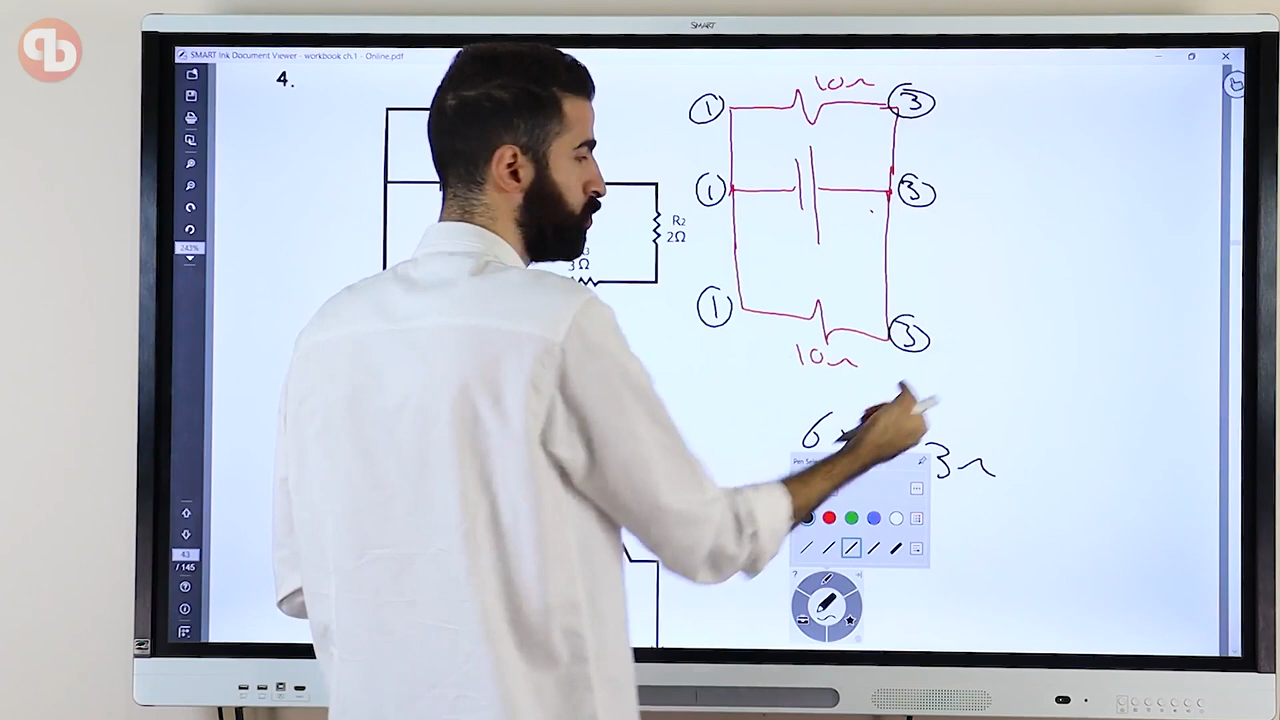 SMART
SMART Ink Document Viewer - workbook ch.1 - Online.pdf
4.
10Ω
1
3
1
3
R2
2Ω
3Ω
243%
1
3
10Ω
6
3Ω
43
/ 145